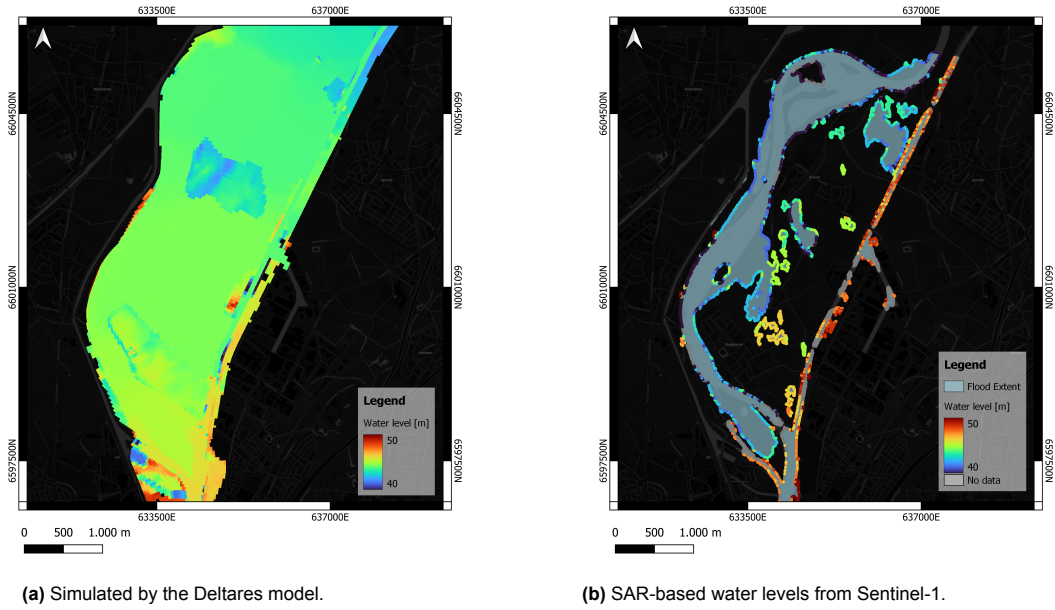 633500E 637000E
6604500N
6601000N
6597500N
6604500N
6601000N
6597500N
Legend
Water level [m]
50
40
633500E 637000E
0 500 1.000 m
(a) Simulated by the Deltares model.
633500E 637000E
6604500N
6601000N
6597500N
6604500N
6601000N
6597500N
Legend
Flood Extent
Water level [m]
50
40
No data
633500E 637000E
0 500 1.000 m
(b) SAR-based water levels from Sentinel-1.